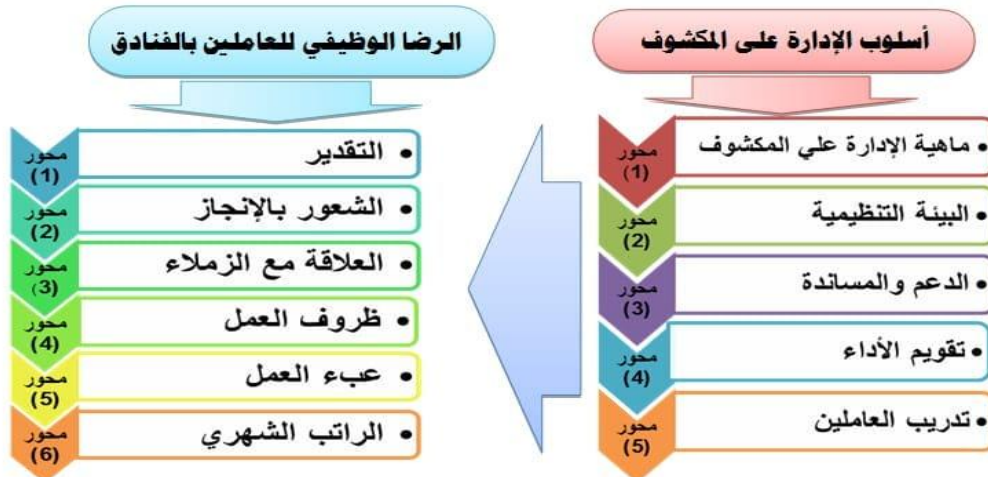 أسلوب الإدارة على المكشوف
محور (1)
• ماهية الإدارة علي المكشوف
محور (2)
• البيئة التنظيمية
محور (3)
• الدعم والمساندة
محور (4)
• تقويم الأداء
محور (5)
• تدريب العاملين
الرضا الوظيفي للعاملين بالفنادق
محور (1)
• التقدير
محور (2)
• الشعور بالإنجاز
محور (3)
• العلاقة مع الزملاء
محور (4)
• ظروف العمل
محور (5)
• عبء العمل
محور (6)
• الراتب الشهري